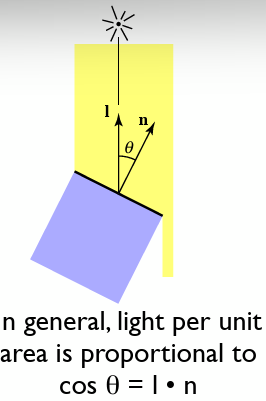 l
n
θ
n general, light per unit
area is proportional to
cos θ = l • n